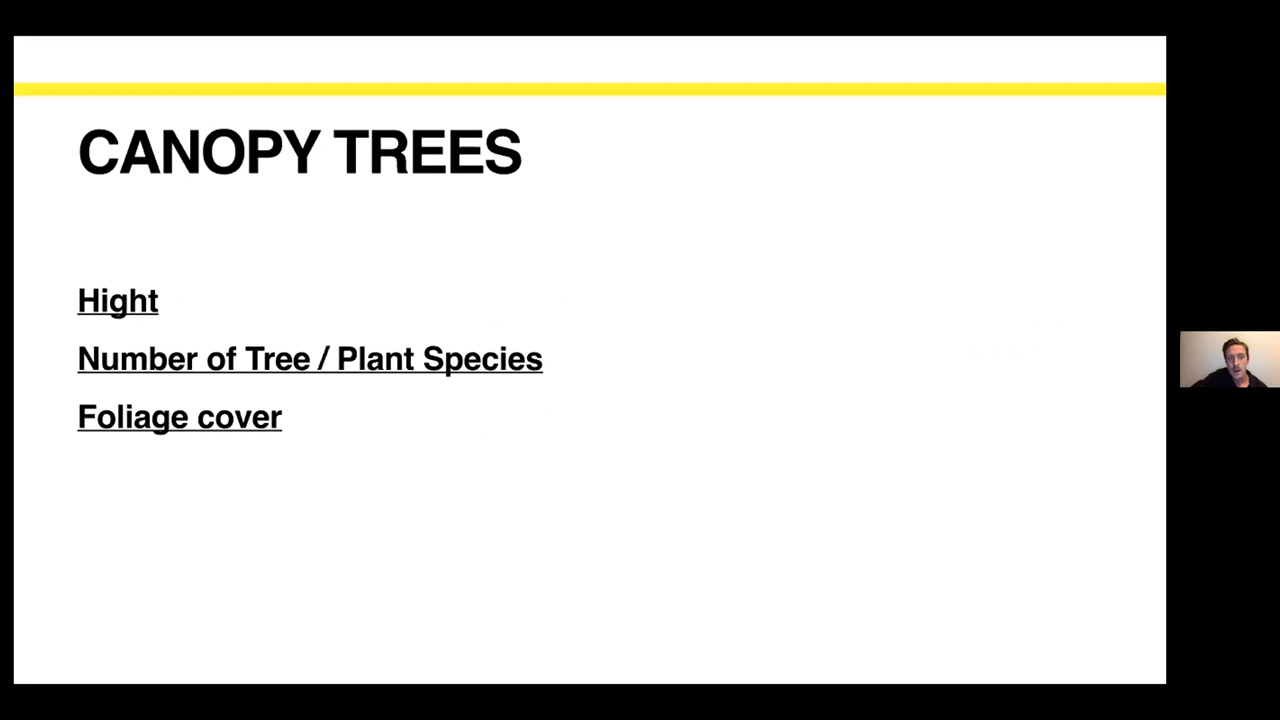 CANOPY TREES
Hight
Number of Tree / Plant Species
Foliage cover